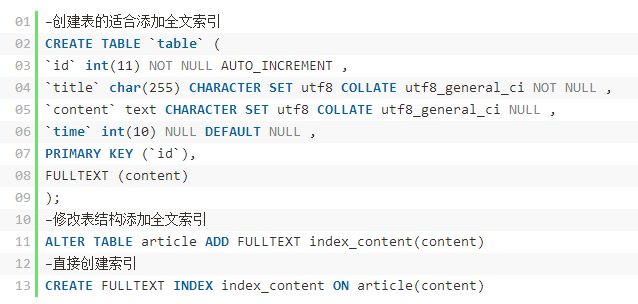 01 –创建表的适合添加全文索引
02 CREATE TABLE `table` (
03 `id` int(11) NOT NULL AUTO_INCREMENT ,
04 `title` char(255) CHARACTER SET utf8 COLLATE utf8_general_ci NOT NULL ,
05 `content` text CHARACTER SET utf8 COLLATE utf8_general_ci NULL ,
06 `time` int(10) NULL DEFAULT NULL ,
07 PRIMARY KEY (`id`),
08 FULLTEXT (content)
09 );
10 –修改表结构添加全文索引
11 ALTER TABLE article ADD FULLTEXT index_content(content)
12 –直接创建索引
13 CREATE FULLTEXT INDEX index_content ON article(content)